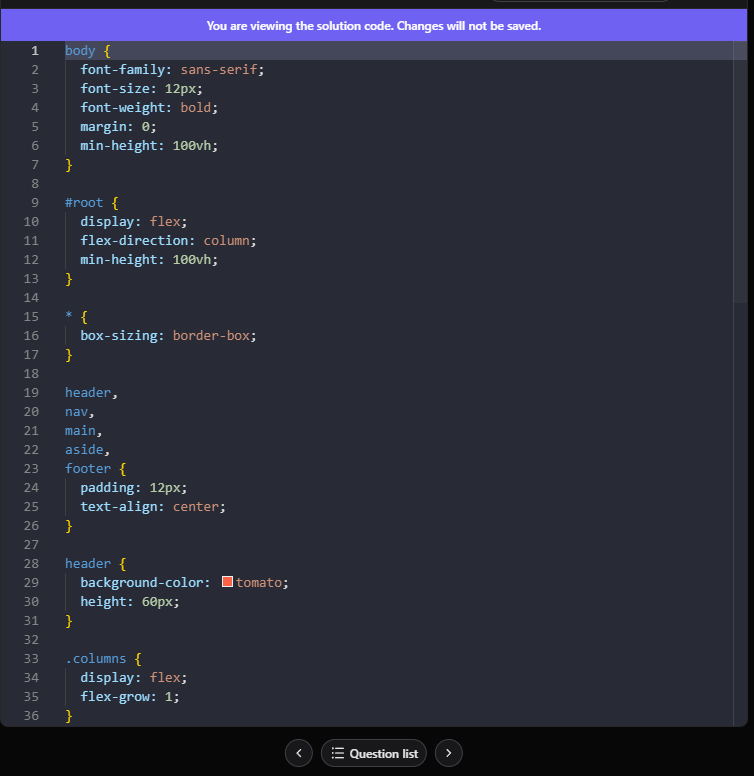 You are viewing the solution code. Changes will not be saved.
1 body {
2 font-family: sans-serif;
3 font-size: 12px;
4 font-weight: bold;
5 margin: 0;
6 min-height: 100vh;
7 }
8
9 #root {
10 display: flex;
11 flex-direction: column;
12 min-height: 100vh;
13 }
14
15 * {
16 box-sizing: border-box;
17 }
18
19 header,
20 nav,
21 main,
22 aside,
23 footer {
24 padding: 12px;
25 text-align: center;
26 }
27
28 header {
29 background-color: tomato;
30 height: 60px;
31 }
32
33 .columns {
34 display: flex;
35 flex-grow: 1;
36 }
Question list